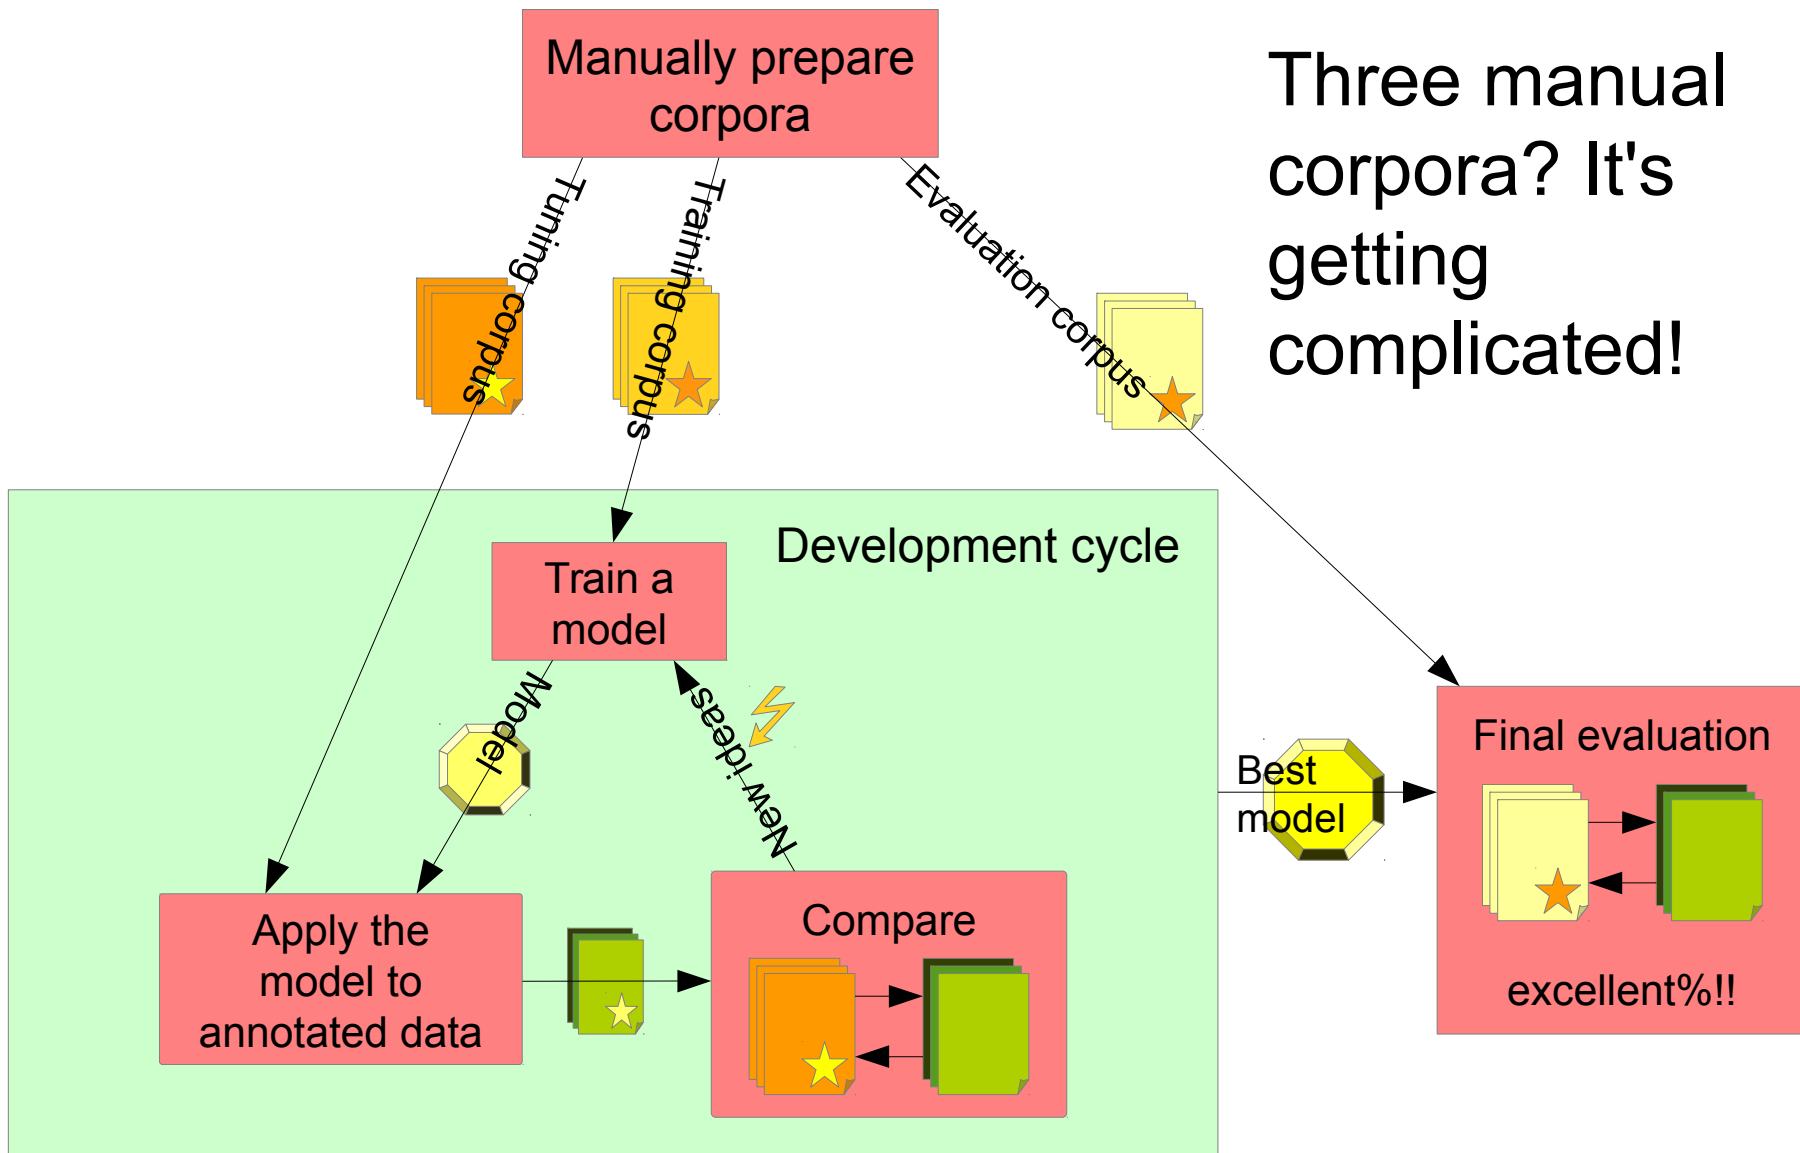 Manually prepare
corpora
Three manual
corpora? It's
getting
complicated!
Tuning corpus
Training corpus
Evaluation corpus
Development cycle
Train a
model
Model
New ideas
Best
model
Final evaluation
excellent%!!
Apply the
model to
annotated data
Compare